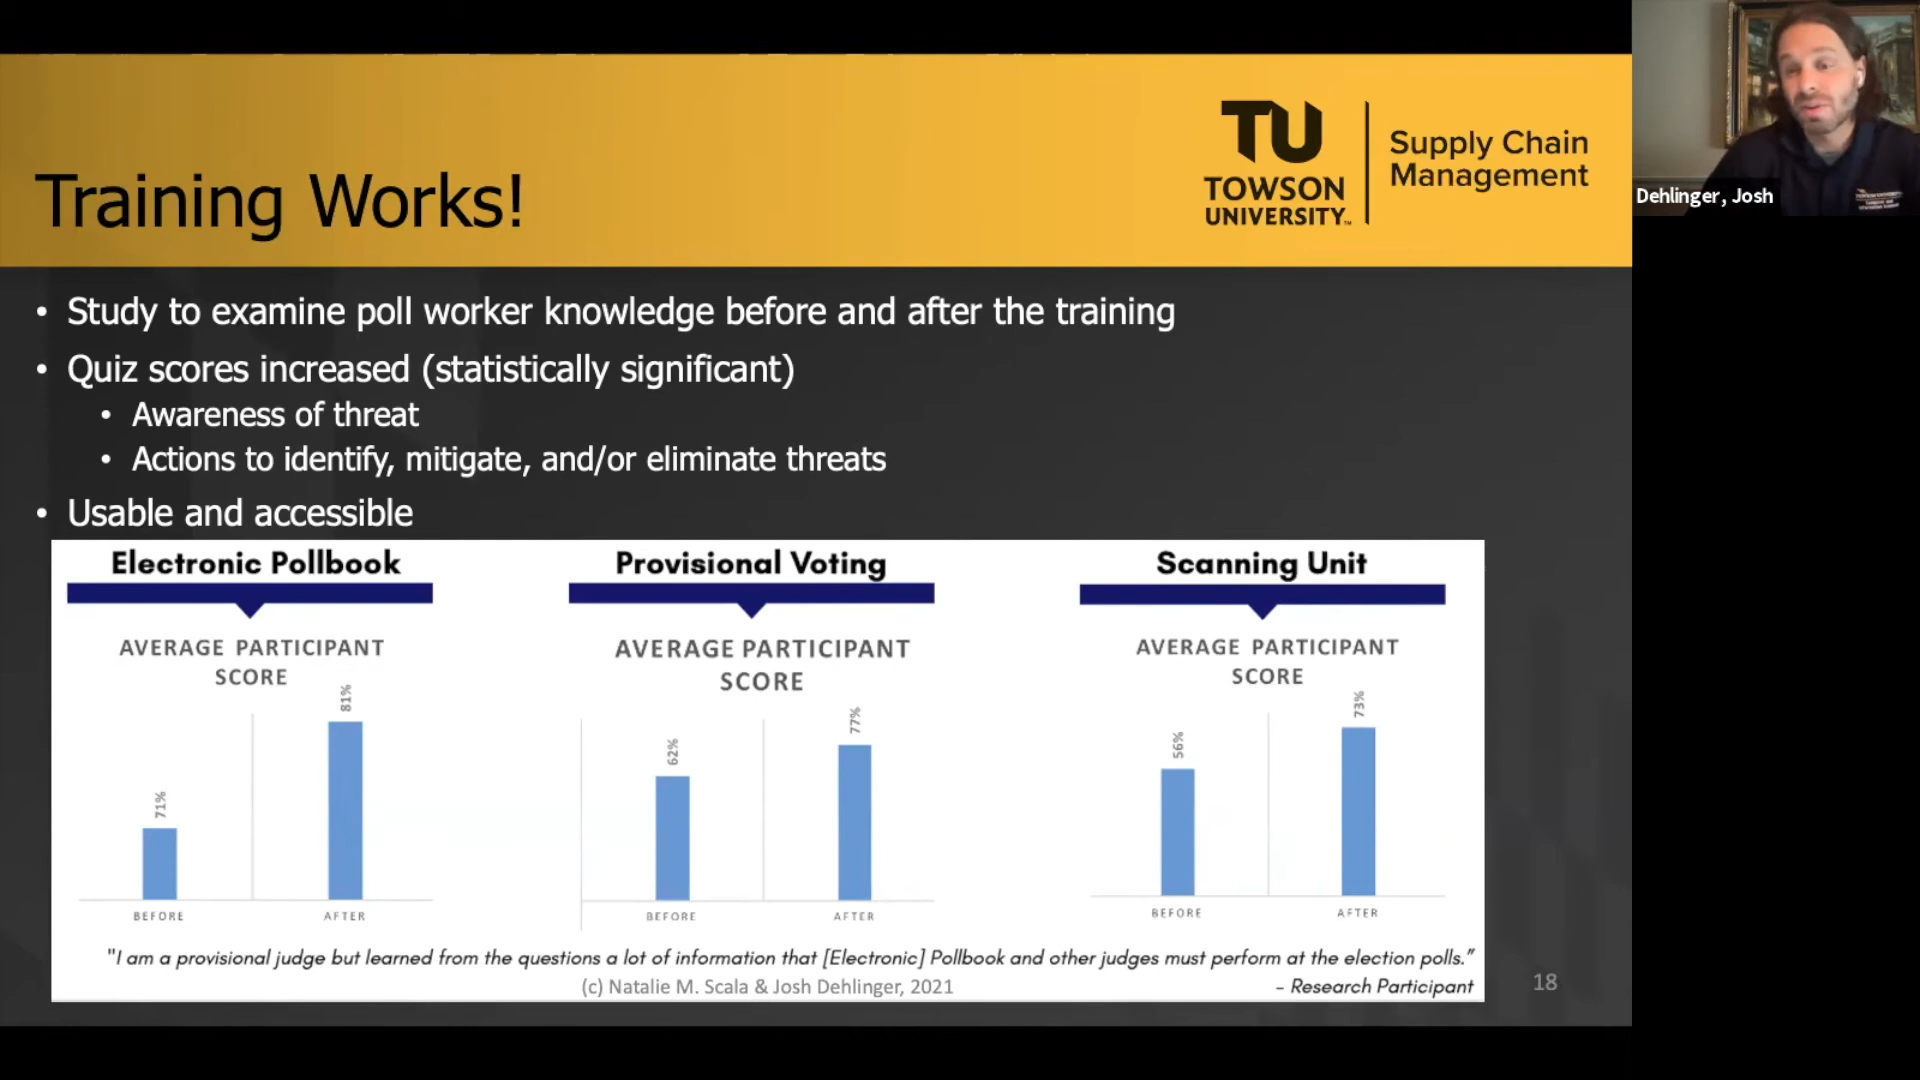 Training Works!
TU
TOWSON
UNIVERSITY™
Supply Chain
Management
Dehlinger, Josh
• Study to examine poll worker knowledge before and after the training
• Quiz scores increased (statistically significant)
• Awareness of threat
• Actions to identify, mitigate, and/or eliminate threats
• Usable and accessible
Electronic Pollbook
AVERAGE PARTICIPANT
SCORE
71%
81%
BEFORE
AFTER
Provisional Voting
AVERAGE PARTICIPANT
SCORE
62%
77%
BEFORE
AFTER
Scanning Unit
AVERAGE PARTICIPANT
SCORE
56%
73%
BEFORE
AFTER
"I am a provisional judge but learned from the questions a lot of information that [Electronic] Pollbook and other judges must perform at the election polls."
(c) Natalie M. Scala & Josh Dehlinger, 2021
– Research Participant
18